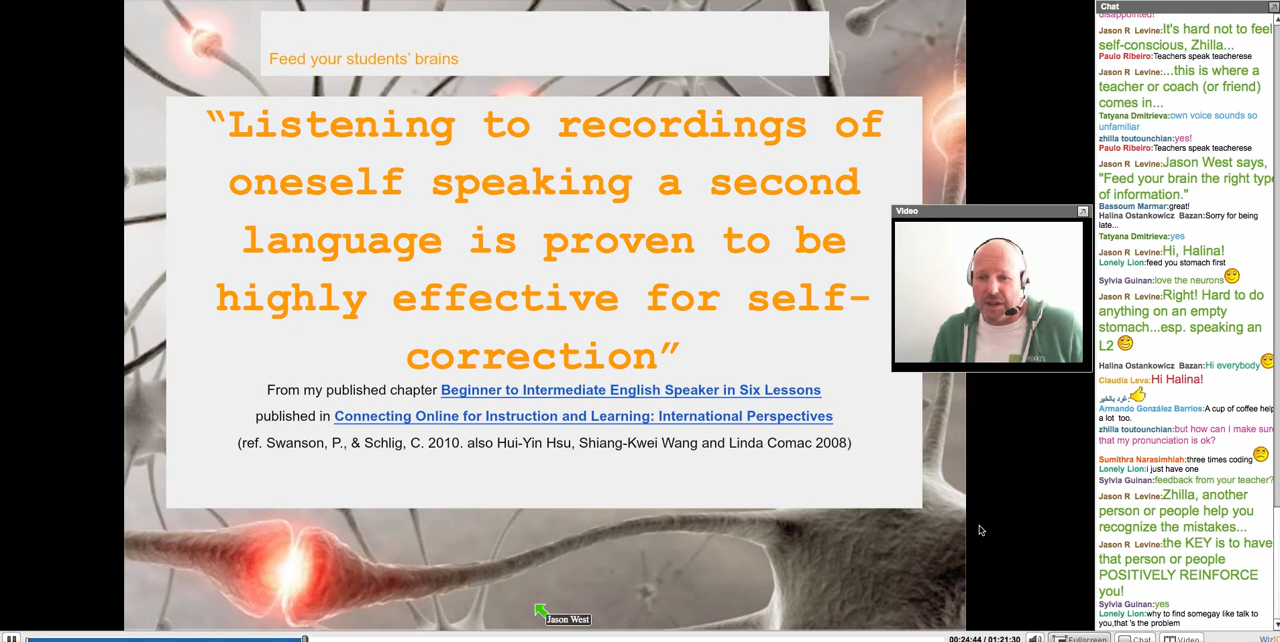 Feed your students' brains
“Listening to recordings of
oneself speaking a second
language is proven to be
highly effective for self-
correction”
From my published chapter Beginner to Intermediate English Speaker in Six Lessons
published in Connecting Online for Instruction and Learning: International Perspectives
(ref. Swanson, P., & Schlig, C. 2010. also Hui-Yin Hsu, Shiang-Kwei Wang and Linda Comac 2008)
Jason West
Video
Chat
disappointed!
Jason R Levine:It's hard not to feel
self-conscious, Zhilla...
Paulo Ribeiro:Teachers speak teacherese
Jason R Levine:...this is where a
teacher or coach (or friend)
comes in...
Tatyana Dmitrieva:own voice sounds so
unfamiliar
zhilla toutounchian:yes!
Paulo Ribeiro:Teachers speak teacherese
Jason R Levine:Jason West says,
"Feed your brain the right type
of information."
Bassoum Marmar:great!
Halina Ostankowicz Bazan:Sorry for being
late...
Tatyana Dmitrieva:yes
Jason R Levine:Hi, Halina!
Lonely Lion:feed you stomach first
Sylvia Guinan:love the neurons
Jason R Levine:Right! Hard to do
anything on an empty
stomach...esp. speaking an
L2
Halina Ostankowicz Bazan:Hi everybody
Claudia Leva:Hi Halina!
Armando González Barrios:A cup of coffee help
a lot too.
zhilla toutounchian:but how can I make sure
that my pronunciation is ok?
Sumithra Narasimhiah:three times coding
Lonely Lion:i just have one
Sylvia Guinan:feedback from your teacher?
Jason R Levine:Zhilla, another
person or people help you
recognize the mistakes...
Jason R Levine:the KEY is to have
that person or people
POSITIVELY REINFORCE
you!
Sylvia Guinan:yes
Lonely Lion:why to find somegay like talk to
you,that 's the problem
00:24:44 / 01:21:30
Fullscreen
Chat
Video
Wiz